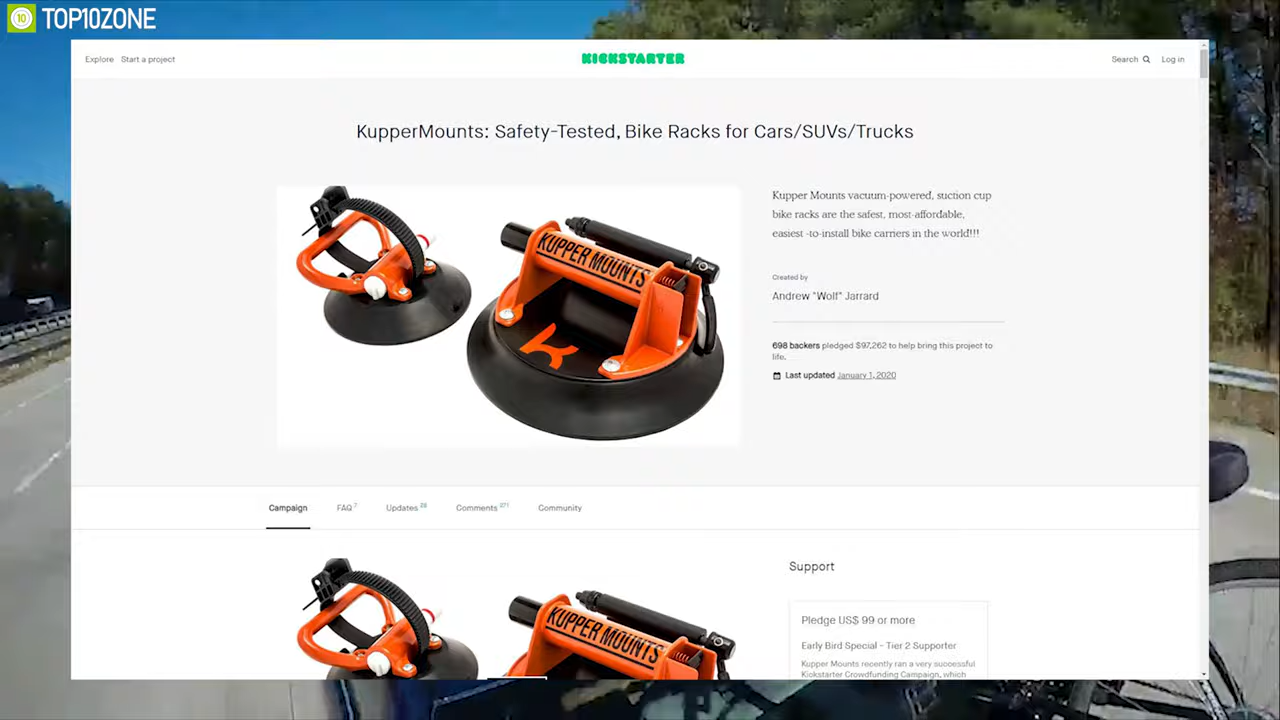 10 TOP10ZONE
Explore Start a project KICKSTARTER Search Log in
KupperMounts: Safety-Tested, Bike Racks for Cars/SUVs/Trucks
KUPPER MOUNTS
K
Kupper Mounts vacuum-powered, suction cup
bike racks are the safest, most-affordable,
easiest -to-install bike carriers in the world!!!
Created by
Andrew "Wolf" Jarrard
698 backers pledged $97,262 to help bring this project to
life.
Last updated January 1, 2020
Campaign FAQ 7 Updates 28 Comments 271 Community
KUPPER MOUNTS
Support
Pledge US$ 99 or more
Early Bird Special - Tier 2 Supporter
Kupper Mounts recently ran a very successful
Kickstarter Crowdfunding Campaign, which